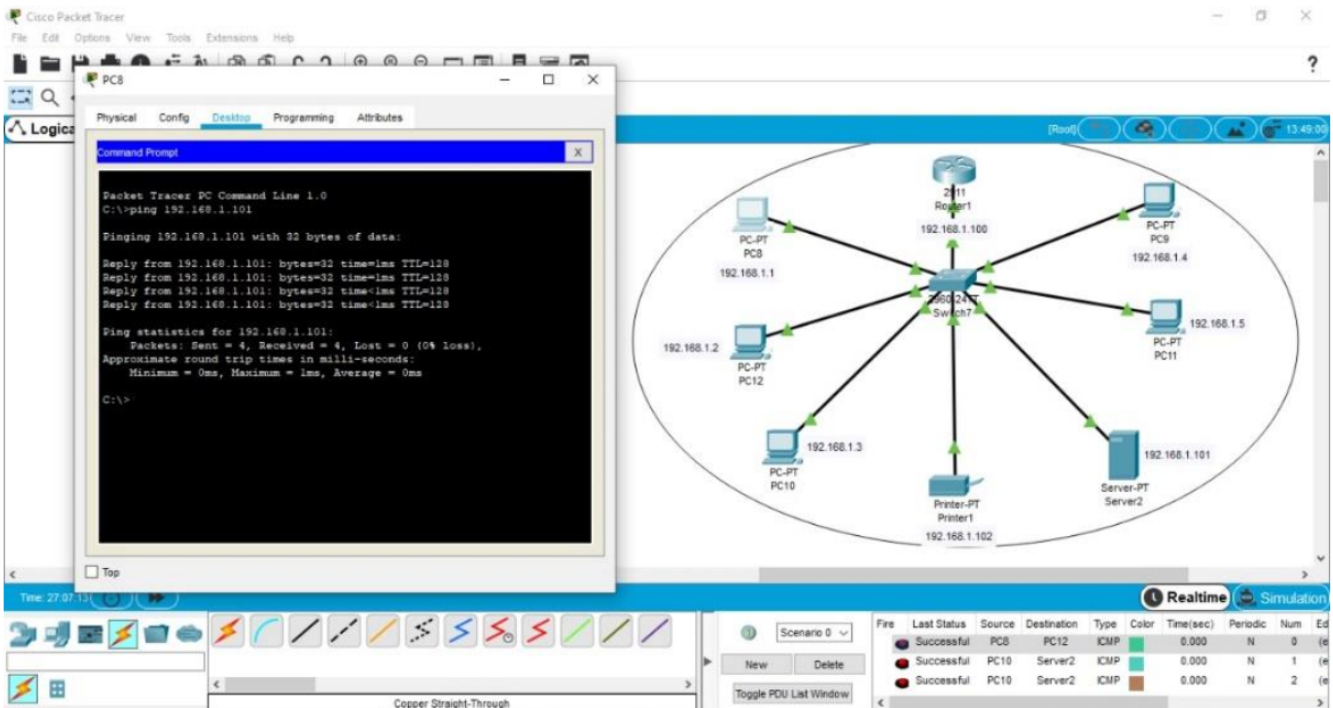 Cisco Packet Tracer
File Edit Options View Tools Extensions Help
?
PC8
Physical Config Desktop Programming Attributes
Command Prompt X
Packet Tracer PC Command Line 1.0
C:\>ping 192.168.1.101
Pinging 192.168.1.101 with 32 bytes of data:
Reply from 192.168.1.101: bytes=32 time=1ms TTL=128
Reply from 192.168.1.101: bytes=32 time=1ms TTL=128
Reply from 192.168.1.101: bytes=32 time<1ms TTL=128
Reply from 192.168.1.101: bytes=32 time<1ms TTL=128
Ping statistics for 192.168.1.101:
Packets: Sent = 4, Received = 4, Lost = 0 (0% loss),
Approximate round trip times in milli-seconds:
Minimum = 0ms, Maximum = 1ms, Average = 0ms
C:\>
Top
Logica
[Root] 13:49:00
2911
Router1
192.168.1.100
PC-PT
PC8
192.168.1.1
PC-PT
PC9
192.168.1.4
2960-24TT
Switch7
192.168.1.2
PC-PT
PC12
192.168.1.5
PC-PT
PC11
192.168.1.3
PC-PT
PC10
192.168.1.101
Server-PT
Server2
Printer-PT
Printer1
192.168.1.102
Time: 27:07:13
Realtime Simulation
Scenario 0
New Delete
Toggle PDU List Window
Copper Straight-Through
Fire Last Status Source Destination Type Color Time(sec) Periodic Num Ed
Successful PC8 PC12 ICMP 0.000 N 0 (e
Successful PC10 Server2 ICMP 0.000 N 1 (e
Successful PC10 Server2 ICMP 0.000 N 2 (e